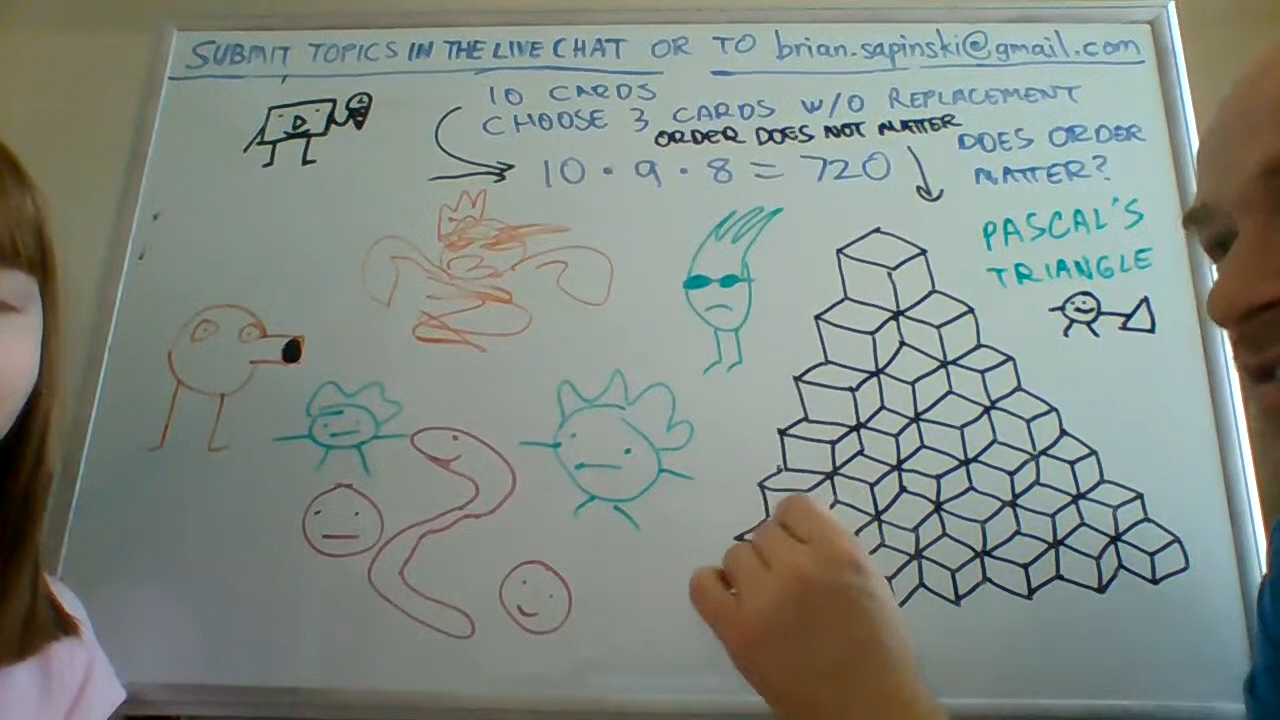 SUBMIT TOPICS IN THE LIVE CHAT OR TO brian.sapinski@gmail.com
10 CARDS
CHOOSE 3 CARDS W/O REPLACEMENT
ORDER DOES NOT MATTER
DOES ORDER
MATTER?
10 · 9 · 8 = 720
PASCAL'S
TRIANGLE